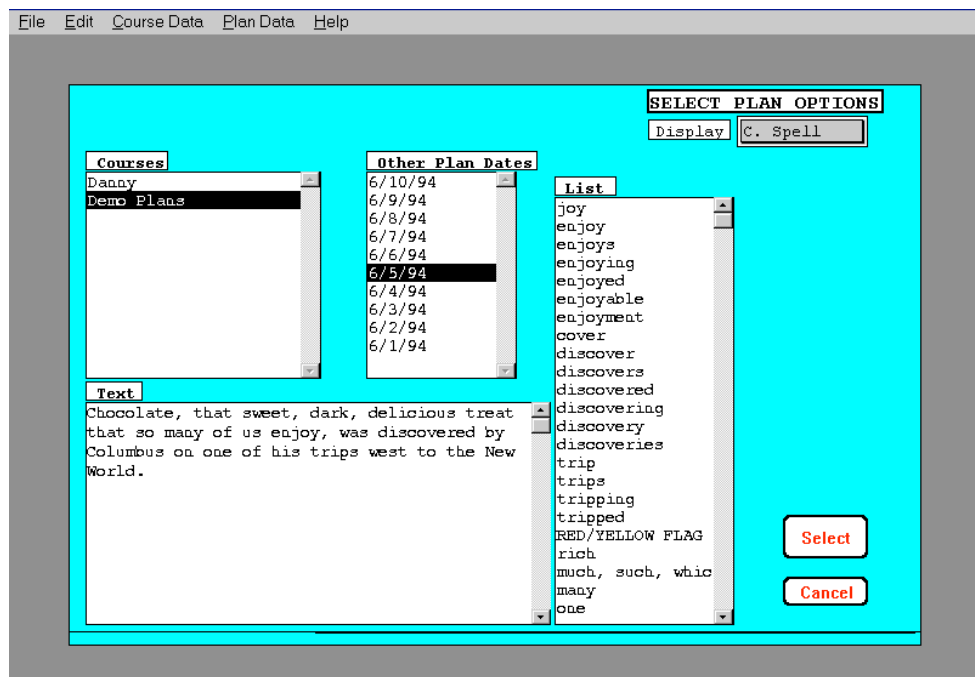 File Edit Course Data Plan Data Help
SELECT PLAN OPTIONS
Display C. Spell
Courses
Danny
Demo Plans
Other Plan Dates
6/10/94
6/9/94
6/8/94
6/7/94
6/6/94
6/5/94
6/4/94
6/3/94
6/2/94
6/1/94
List
joy
enjoy
enjoys
enjoying
enjoyed
enjoyable
enjoyment
cover
discover
discovers
discovered
discovering
discovery
discoveries
trip
trips
tripping
tripped
RED/YELLOW FLAG
rich
much, such, whic
many
one
Text
Chocolate, that sweet, dark, delicious treat
that so many of us enjoy, was discovered by
Columbus on one of his trips west to the New
World.
Select
Cancel